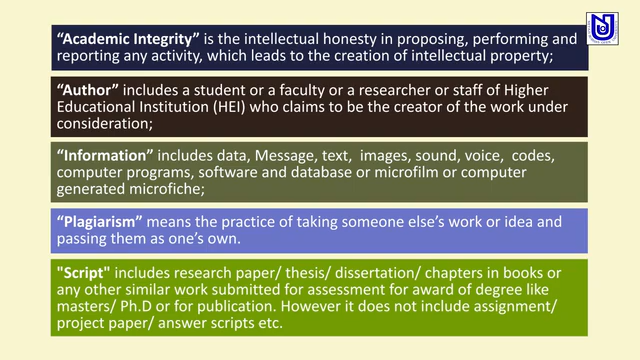 “Academic Integrity” is the intellectual honesty in proposing, performing and
reporting any activity, which leads to the creation of intellectual property;
“Author” includes a student or a faculty or a researcher or staff of Higher
Educational Institution (HEI) who claims to be the creator of the work under
consideration;
“Information” includes data, Message, text, images, sound, voice, codes,
computer programs, software and database or microfilm or computer
generated microfiche;
“Plagiarism” means the practice of taking someone else’s work or idea and
passing them as one’s own.
"Script" includes research paper/ thesis/ dissertation/ chapters in books or
any other similar work submitted for assessment for award of degree like
masters/ Ph.D or for publication. However it does not include assignment/
project paper/ answer scripts etc.